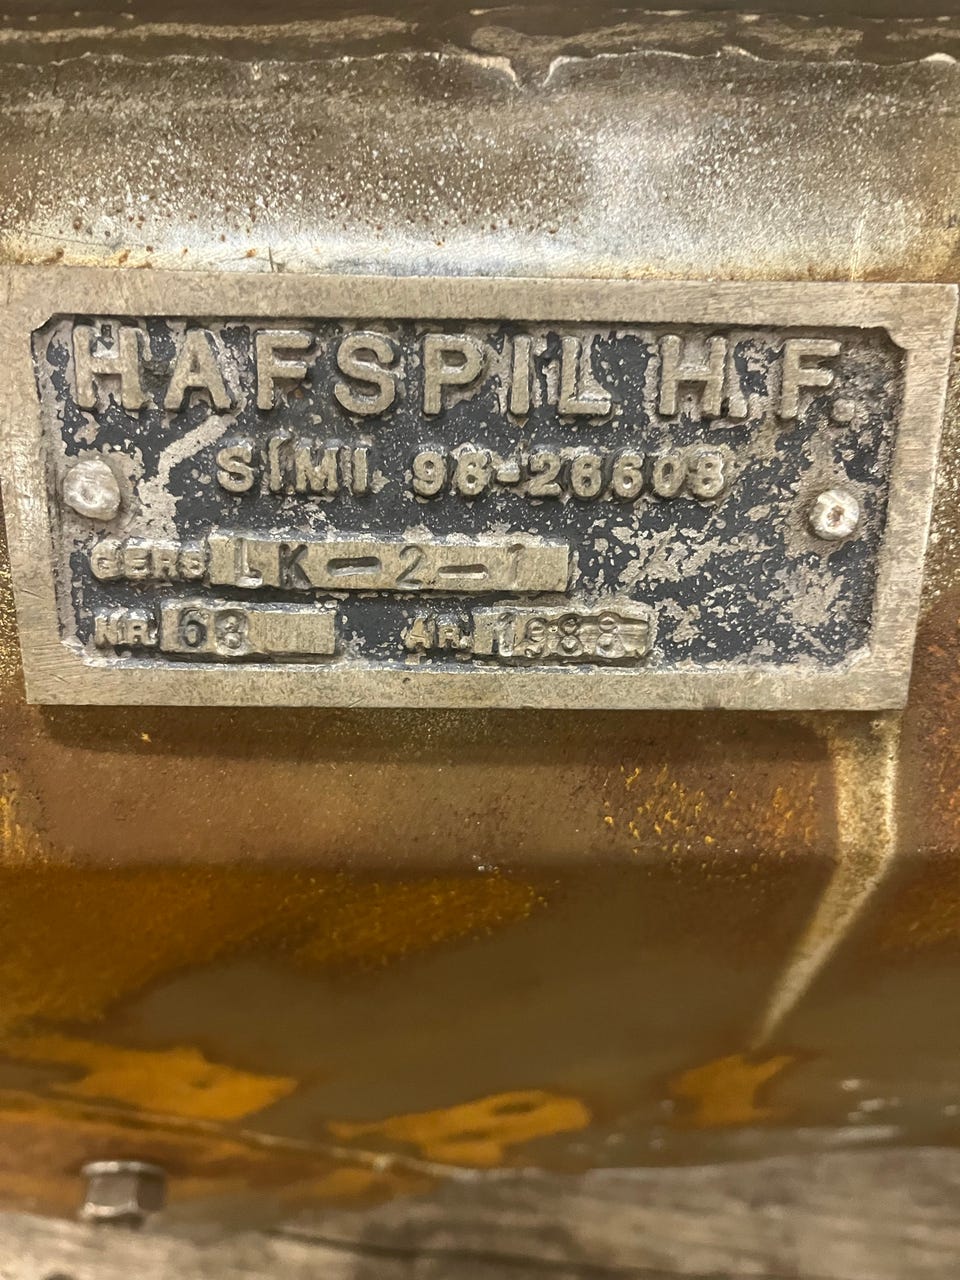 HAFSPIL H.F.
SÍMI 96-26608
GERÐ LK-2-1
NR. 68
ÁR. 1988